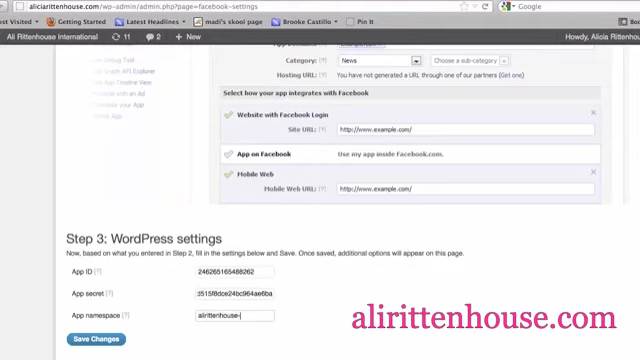 aliciarittenhouse.com/wp-admin/admin.php?page=facebook-settings
Google
st Visited Getting Started Latest Headlines madi's skool page Brooke Castillo Pin It
Ali Rittenhouse International 11 2 + New Howdy, Alicia Rittenhouse
Category: [?] News Choose a sub-category
Hosting URL: [?] You have not generated a URL through one of our partners (Get one)
Select how your app integrates with Facebook
Website with Facebook Login
Site URL: [?] http://www.example.com/
App on Facebook Use my app inside Facebook.com.
Mobile Web
Mobile Web URL: [?] http://www.example.com/
Step 3: WordPress settings
Now, based on what you entered in Step 2, fill in the settings below and Save. Once saved, additional options will appear on this page.
App ID [?] 246265165488262
App secret [?] d515f8dce24bc964ae6ba
App namespace [?] alirittenhouse-
Save Changes
alirittenhouse.com